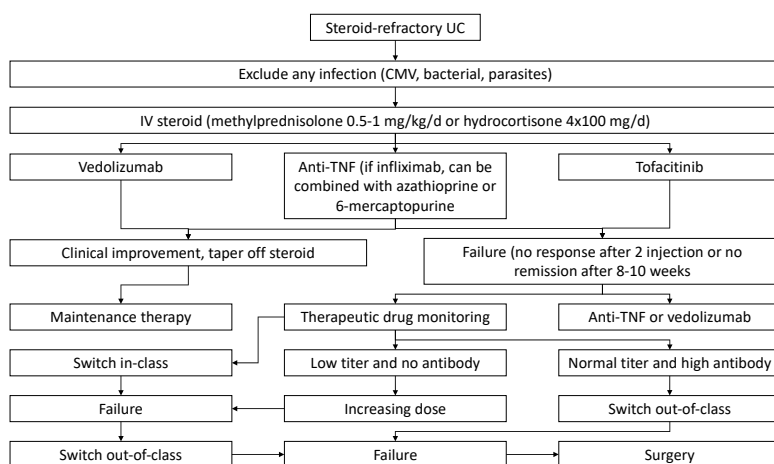 Steroid-refractory UC
Exclude any infection (CMV, bacterial, parasites)
IV steroid (methylprednisolone 0.5-1 mg/kg/d or hydrocortisone 4x100 mg/d)
Vedolizumab
Anti-TNF (if infliximab, can be
combined with azathioprine or
6-mercaptopurine
Tofacitinib
Clinical improvement, taper off steroid
Failure (no response after 2 injection or no
remission after 8-10 weeks
Maintenance therapy
Therapeutic drug monitoring
Anti-TNF or vedolizumab
Switch in-class
Low titer and no antibody
Normal titer and high antibody
Failure
Increasing dose
Switch out-of-class
Switch out-of-class
Failure
Surgery